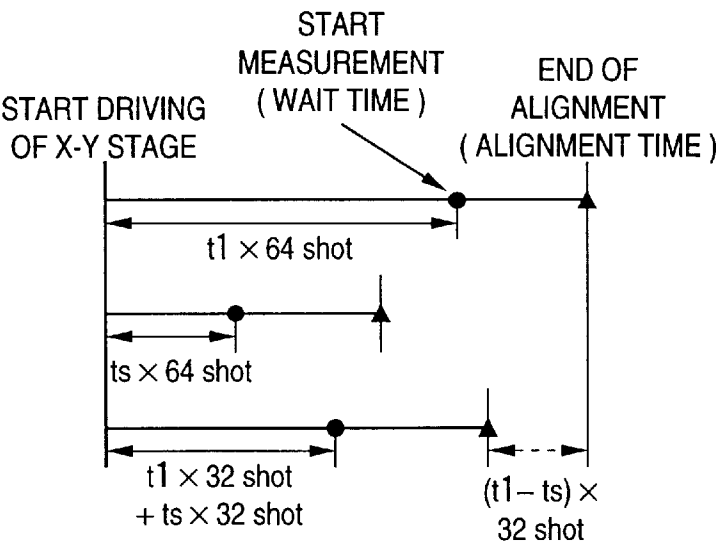 START
MEASUREMENT
( WAIT TIME )
END OF
ALIGNMENT
( ALIGNMENT TIME )
START DRIVING
OF X-Y STAGE
t1 × 64 shot
ts × 64 shot
t1 × 32 shot
+ ts × 32 shot
(t1– ts) ×
32 shot